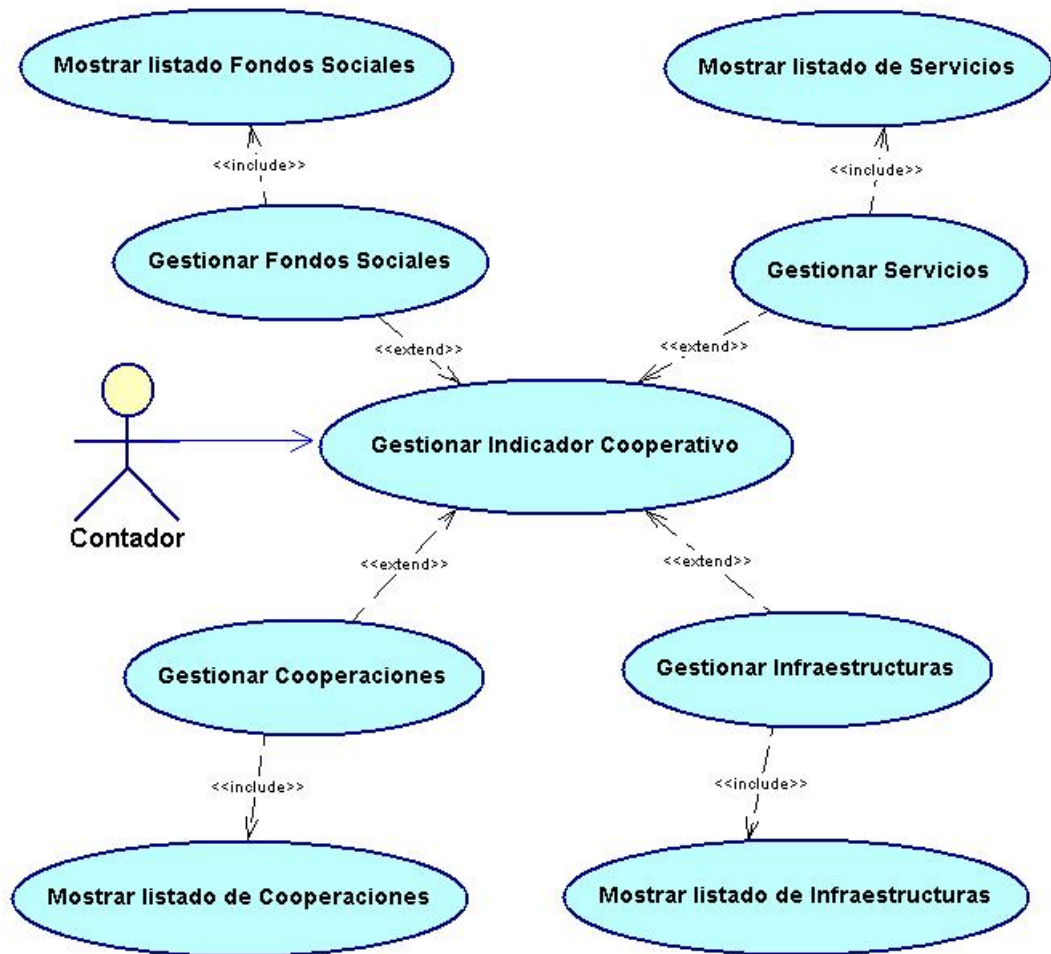 Mostrar listado Fondos Sociales
Mostrar listado de Servicios
<<include>>
<<include>>
Gestionar Fondos Sociales
Gestionar Servicios
<<extend>>
<<extend>>
Gestionar Indicador Cooperativo
Contador
<<extend>>
<<extend>>
Gestionar Cooperaciones
Gestionar Infraestructuras
<<include>>
<<include>>
Mostrar listado de Cooperaciones
Mostrar listado de Infraestructuras